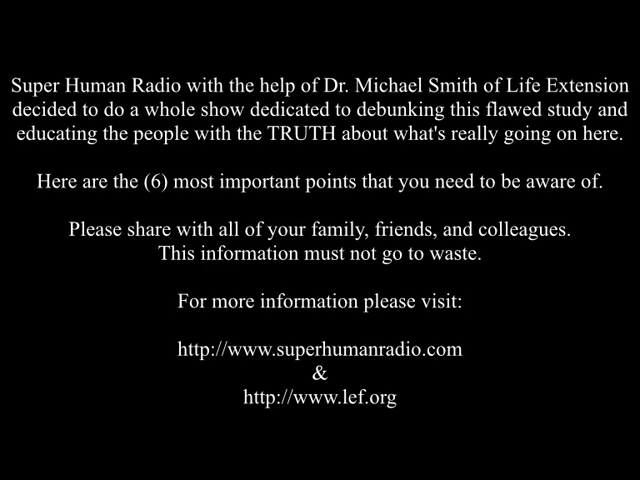 Super Human Radio with the help of Dr. Michael Smith of Life Extension
decided to do a whole show dedicated to debunking this flawed study and
educating the people with the TRUTH about what's really going on here.
Here are the (6) most important points that you need to be aware of.
Please share with all of your family, friends, and colleagues.
This information must not go to waste.
For more information please visit:
http://www.superhumanradio.com
&
http://www.lef.org